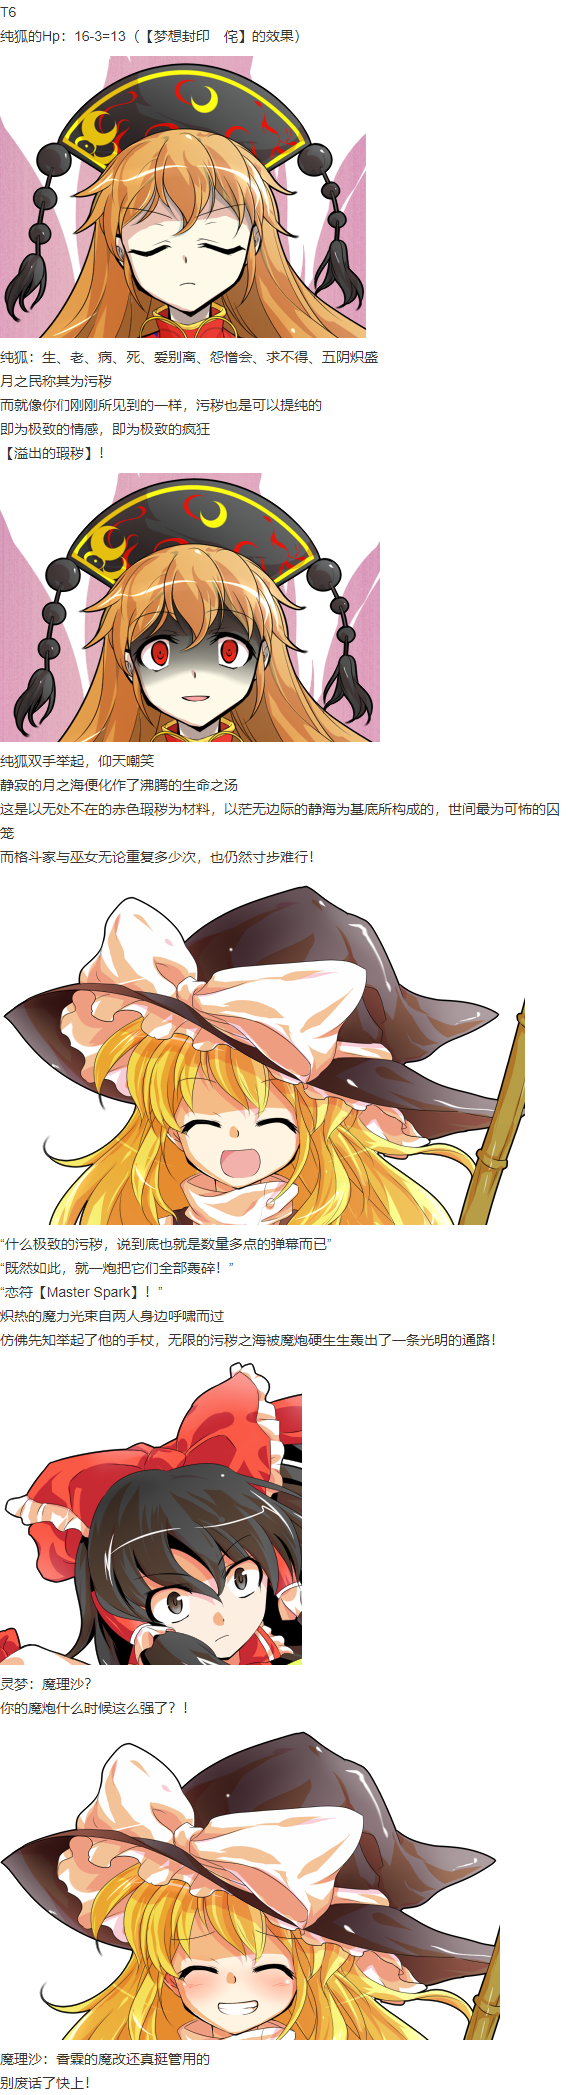 T6
纯狐的Hp：16-3=13（【梦想封印　侘】的效果）
纯狐：生、老、病、死、爱别离、怨憎会、求不得、五阴炽盛
月之民称其为污秽
而就像你们刚刚所见到的一样，污秽也是可以提纯的
即为极致的情感，即为极致的疯狂
【溢出的瑕秽】！
纯狐双手举起，仰天嘲笑
静寂的月之海便化作了沸腾的生命之汤
这是以无处不在的赤色瑕秽为材料，以茫无边际的静海为基底所构成的，世间最为可怖的囚
笼
而格斗家与巫女无论重复多少次，也仍然寸步难行！
“什么极致的污秽，说到底也就是数量多点的弹幕而已”
“既然如此，就一炮把它们全部轰碎！”
“恋符【Master Spark】！”
炽热的魔力光束自两人身边呼啸而过
仿佛先知举起了他的手杖，无限的污秽之海被魔炮硬生生轰出了一条光明的通路！
灵梦：魔理沙？
你的魔炮什么时候这么强了？！
魔理沙：香霖的魔改还真挺管用的
别废话了快上！